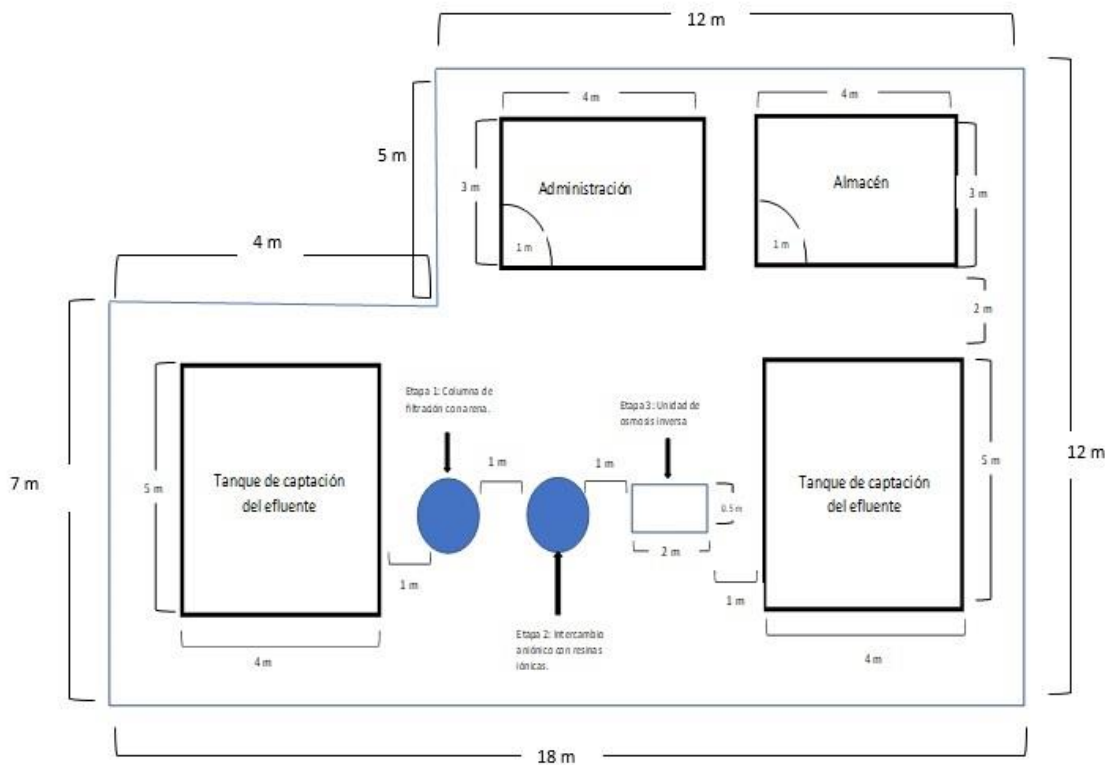 12 m
4 m
4 m
5 m
3 m
Administración
Almacén
3 m
1 m
1 m
4 m
2 m
Etapa 1: Columna de
filtración con arena.
Etapa 3: Unidad de
osmosis inversa
7 m
5 m
Tanque de captación
del efluente
1 m
1 m
0.5 m
2 m
Tanque de captación
del efluente
5 m
12 m
1 m
1 m
4 m
Etapa 2: Intercambio
aniónico con resinas
iónicas.
4 m
18 m